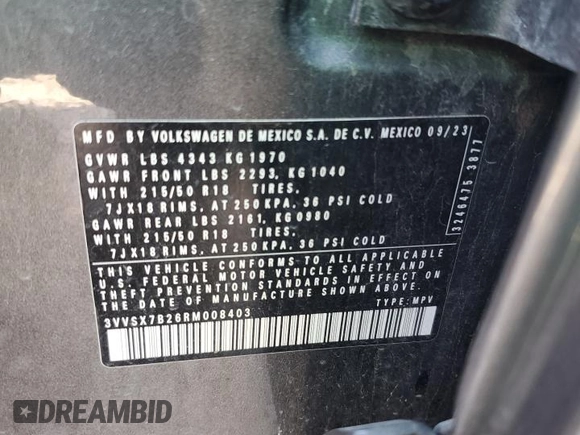 MFD BY VOLKSWAGEN DE MEXICO S.A. DE C.V. MEXICO 09/23
GVWR LBS 4343 KG 1970
GAWR FRONT LBS 2293, KG 1040
WITH 215/50 R18 TIRES,
7JX18 RIMS, AT 250 KPA, 36 PSI COLD
GAWR REAR LBS 2161, KG 0980
WITH 215/50 R18 TIRES.
7JX18 RIMS, AT 250 KPA, 36 PSI COLD
THIS VEHICLE CONFORMS TO ALL APPLICABLE
U.S. FEDERAL MOTOR VEHICLE SAFETY AND
THEFT PREVENTION STANDARDS IN EFFECT ON
THE DATE OF MANUFACTURE SHOWN ABOVE.
3VVSX7B26RM008403 TYPE: MPV
3246475 3877
DREAMBID